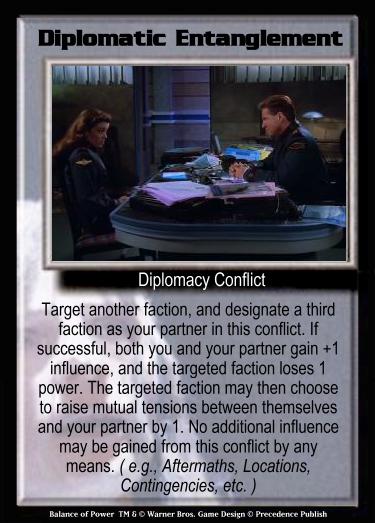 Diplomatic Entanglement
Diplomacy Conflict
Target another faction, and designate a third
faction as your partner in this conflict. If
successful, both you and your partner gain +1
influence, and the targeted faction loses 1
power. The targeted faction may then choose
to raise mutual tensions between themselves
and your partner by 1. No additional influence
may be gained from this conflict by any
means. ( e.g., Aftermaths, Locations,
Contingencies, etc. )
Balance of Power TM & © Warner Bros. Game Design © Precedence Publish